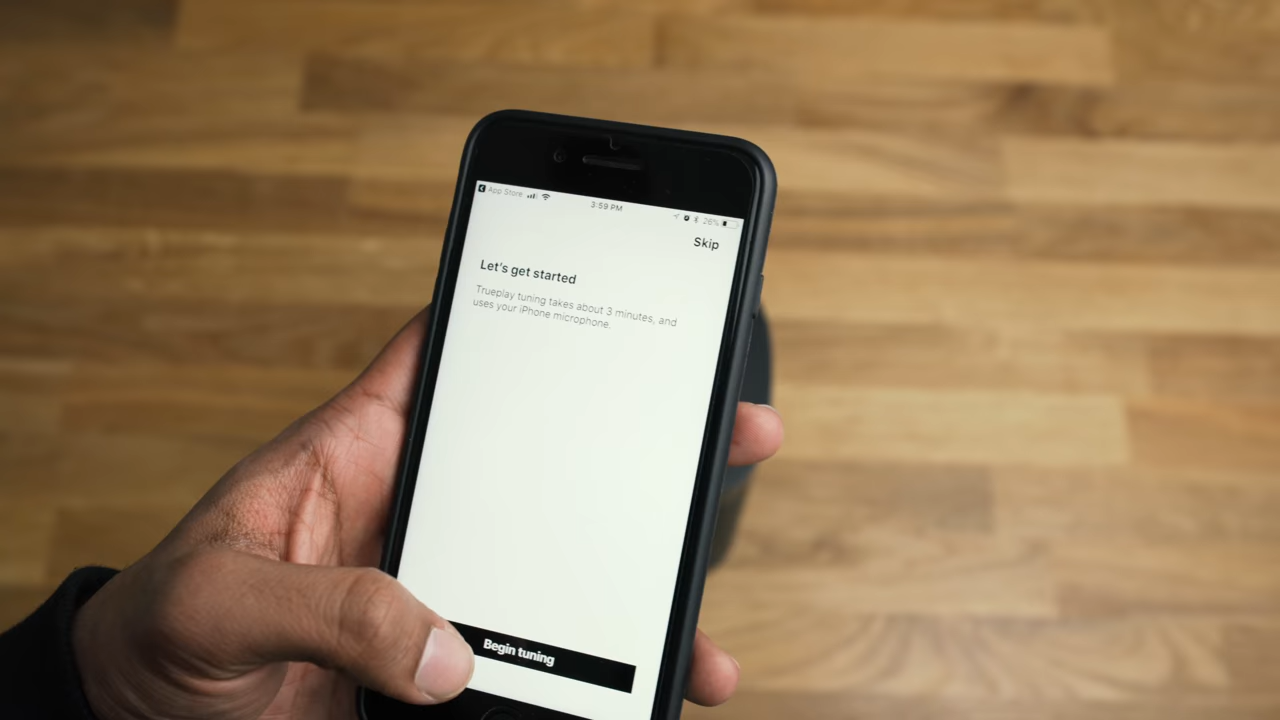 App Store
3:59 PM
26%
Skip
Let's get started
Trueplay tuning takes about 3 minutes, and
uses your iPhone microphone.
Begin tuning